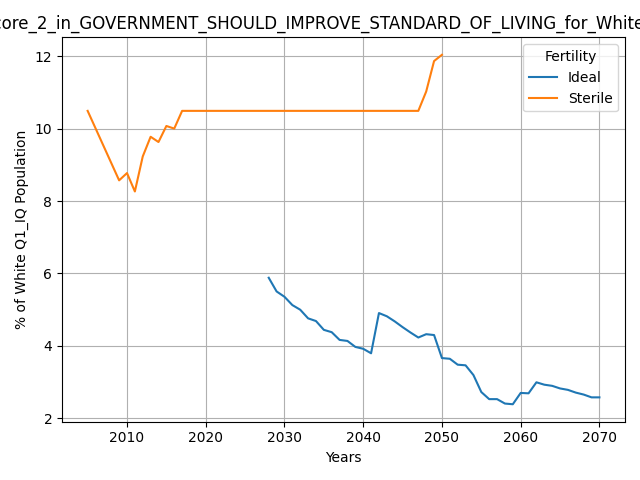 core_2_in_GOVERNMENT_SHOULD_IMPROVE_STANDARD_OF_LIVING_for_White
Fertility
Ideal
Sterile
% of White Q1_IQ Population
12
10
8
6
4
2
2010 2020 2030 2040 2050 2060 2070
Years